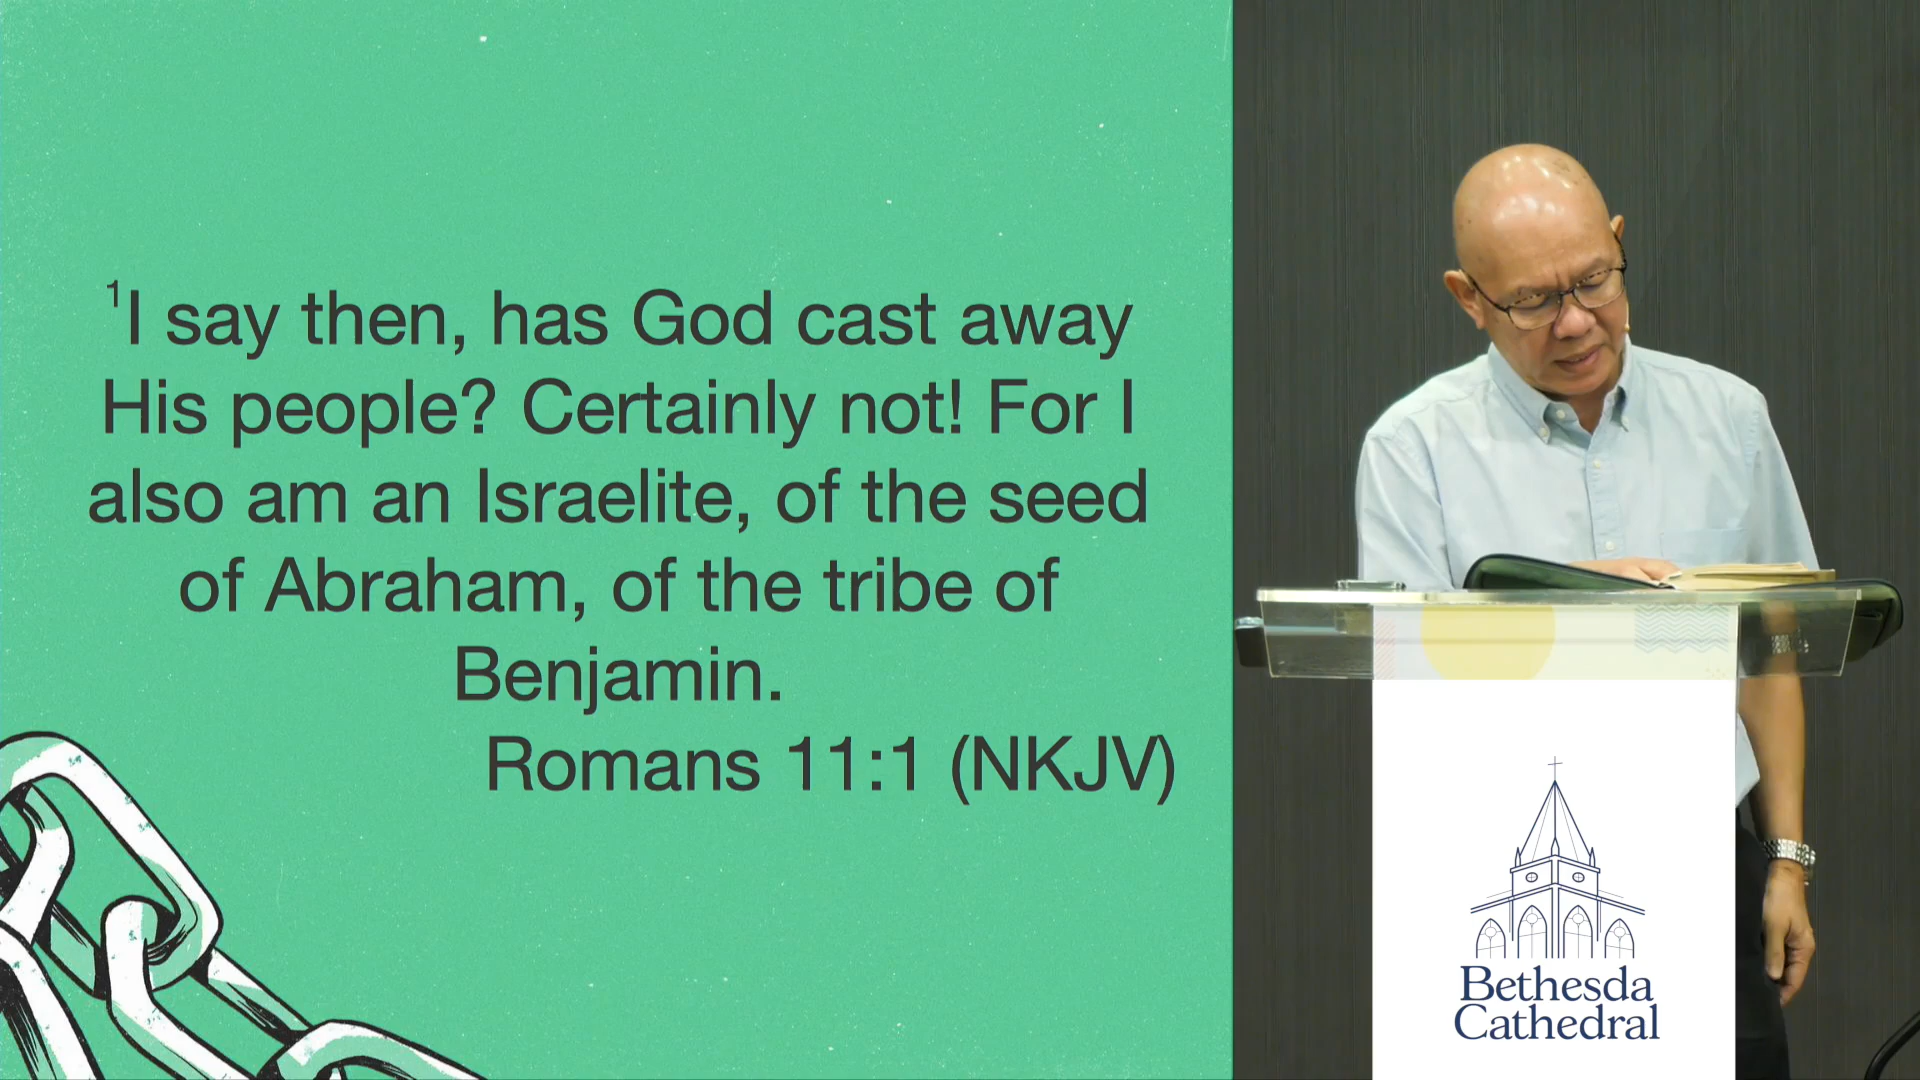 ¹I say then, has God cast away
His people? Certainly not! For I
also am an Israelite, of the seed
of Abraham, of the tribe of
Benjamin.
Romans 11:1 (NKJV)
Bethesda
Cathedral